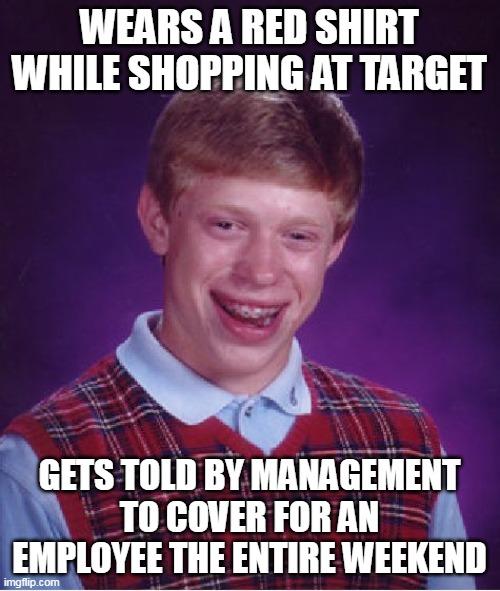 WEARS A RED SHIRT
WHILE SHOPPING AT TARGET
GETS TOLD BY MANAGEMENT
TO COVER FOR AN
EMPLOYEE THE ENTIRE WEEKEND
imgflip.com